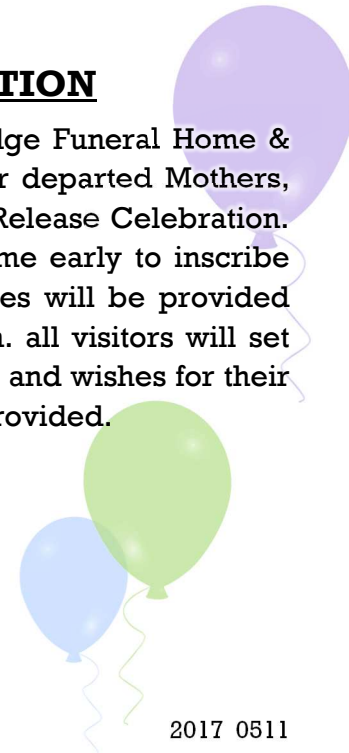 TION
lge Funeral Home &
r departed Mothers,
Release Celebration.
me early to inscribe
es will be provided
. all visitors will set
and wishes for their
rovided.
2017 0511